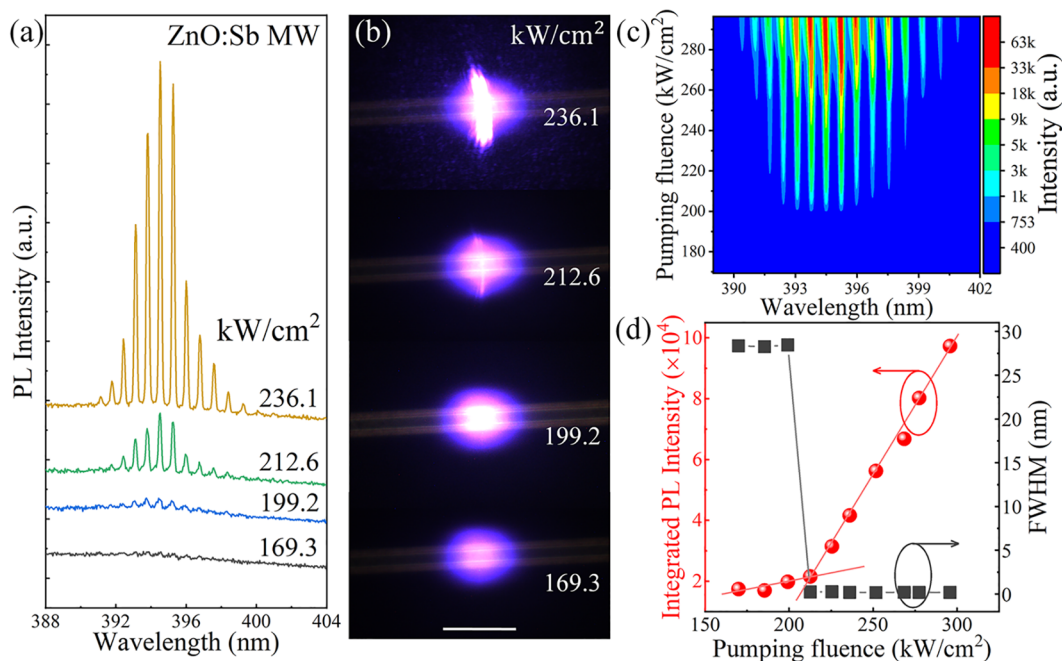 (a)
ZnO:Sb MW
PL Intensity (a.u.)
kW/cm²
236.1
212.6
199.2
169.3
388
392
396
400
404
Wavelength (nm)
(b)
kW/cm²
236.1
212.6
199.2
169.3
(c)
Pumping fluence (kW/cm²)
280
260
240
220
200
180
390
393
396
399
402
Wavelength (nm)
63k
33k
18k
9k
5k
3k
1k
753
400
Intensity (a.u.)
(d)
Integrated PL Intensity (×10⁴)
10
8
6
4
2
150
175
200
225
250
275
300
Pumping fluence (kW/cm²)
30
25
20
15
10
5
0
FWHM (nm)